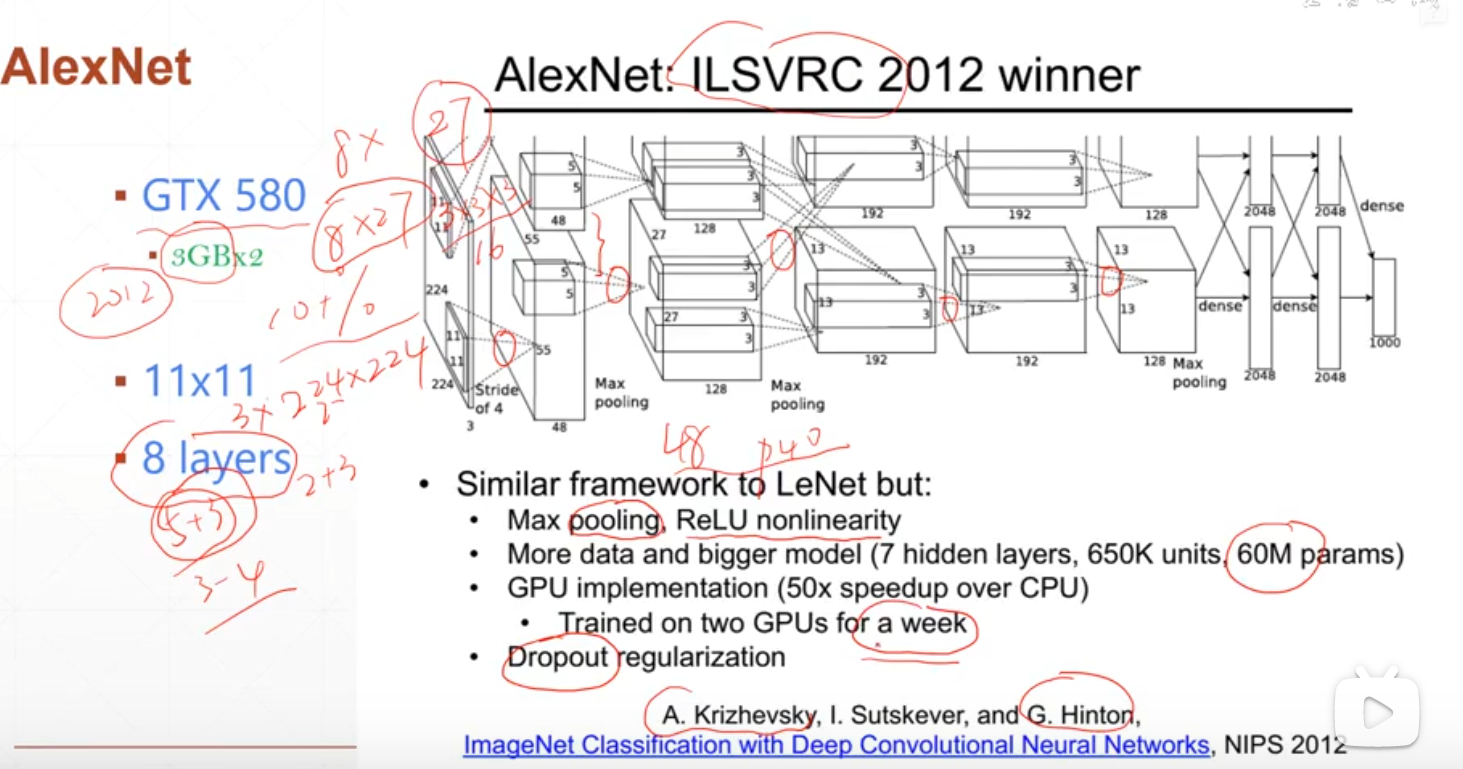 AlexNet
AlexNet: ILSVRC 2012 winner
GTX 580
3GBx2
11x11
8 layers
8x
27
8x27
3x3x3
16
2012
10+%
3x224x224
5+3
2+3
3-4
48
11
11
11
11
224
224
3
Stride
of 4
5
5
48
55
5
5
55
48
Max
pooling
3
3
3
27
128
3
3
27
3
3
128
Max
pooling
3
3
192
13
3
3
13
192
3
3
192
13
3
3
13
192
128
13
13
128
Max
pooling
2048
2048
dense
dense
dense
2048
2048
1000
Similar framework to LeNet but:
Max pooling, ReLU nonlinearity
More data and bigger model (7 hidden layers, 650K units, 60M params)
GPU implementation (50x speedup over CPU)
Trained on two GPUs for a week
Dropout regularization
A. Krizhevsky, I. Sutskever, and G. Hinton,
ImageNet Classification with Deep Convolutional Neural Networks, NIPS 2012